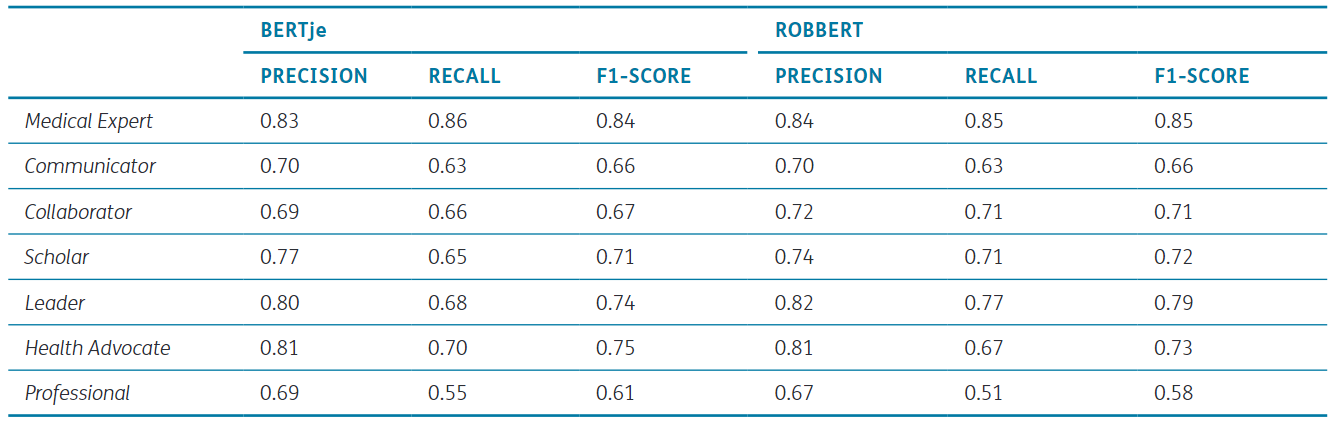 BERTje ROBBERT
PRECISION RECALL F1-SCORE PRECISION RECALL F1-SCORE
Medical Expert 0.83 0.86 0.84 0.84 0.85 0.85
Communicator 0.70 0.63 0.66 0.70 0.63 0.66
Collaborator 0.69 0.66 0.67 0.72 0.71 0.71
Scholar 0.77 0.65 0.71 0.74 0.71 0.72
Leader 0.80 0.68 0.74 0.82 0.77 0.79
Health Advocate 0.81 0.70 0.75 0.81 0.67 0.73
Professional 0.69 0.55 0.61 0.67 0.51 0.58